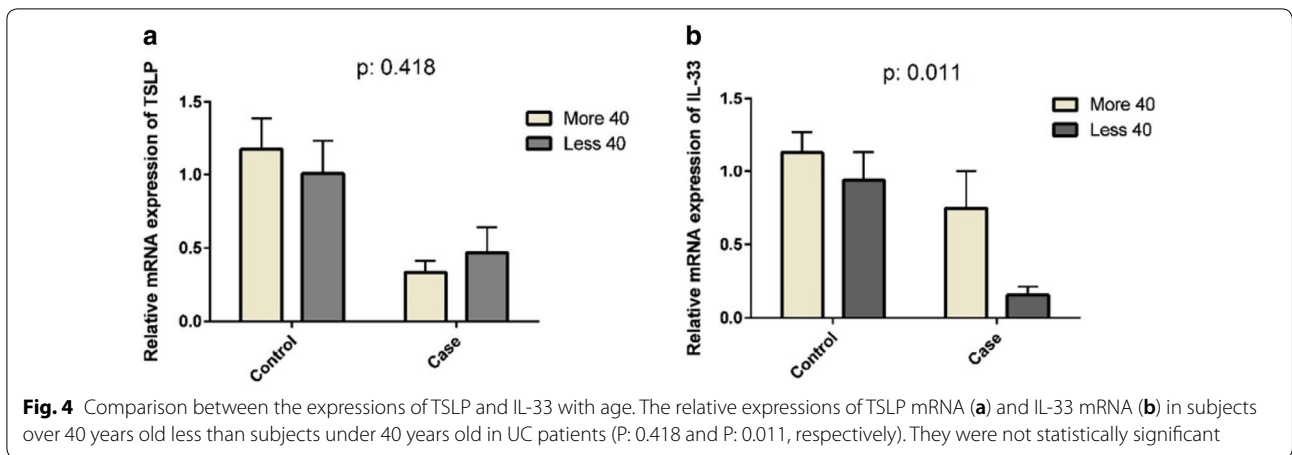 a
p: 0.418
Relative mRNA expression of TSLP
1.5
1.0
0.5
0.0
Control
Case
More 40
Less 40
b
p: 0.011
Relative mRNA expression of IL-33
1.5
1.0
0.5
0.0
Control
Case
More 40
Less 40
Fig. 4 Comparison between the expressions of TSLP and IL-33 with age. The relative expressions of TSLP mRNA (a) and IL-33 mRNA (b) in subjects
over 40 years old less than subjects under 40 years old in UC patients (P: 0.418 and P: 0.011, respectively). They were not statistically significant